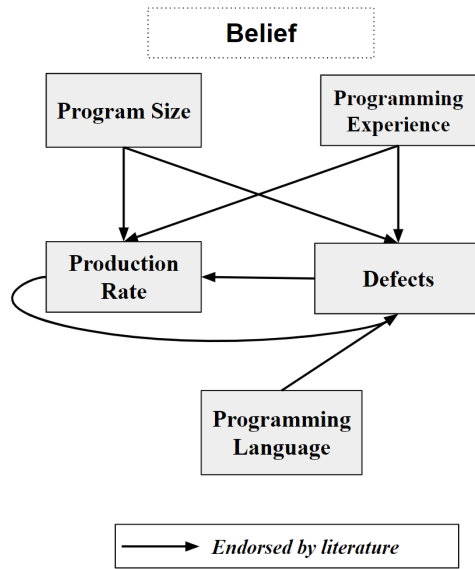 Belief
Program Size
Programming
Experience
Production
Rate
Defects
Programming
Language
Endorsed by literature